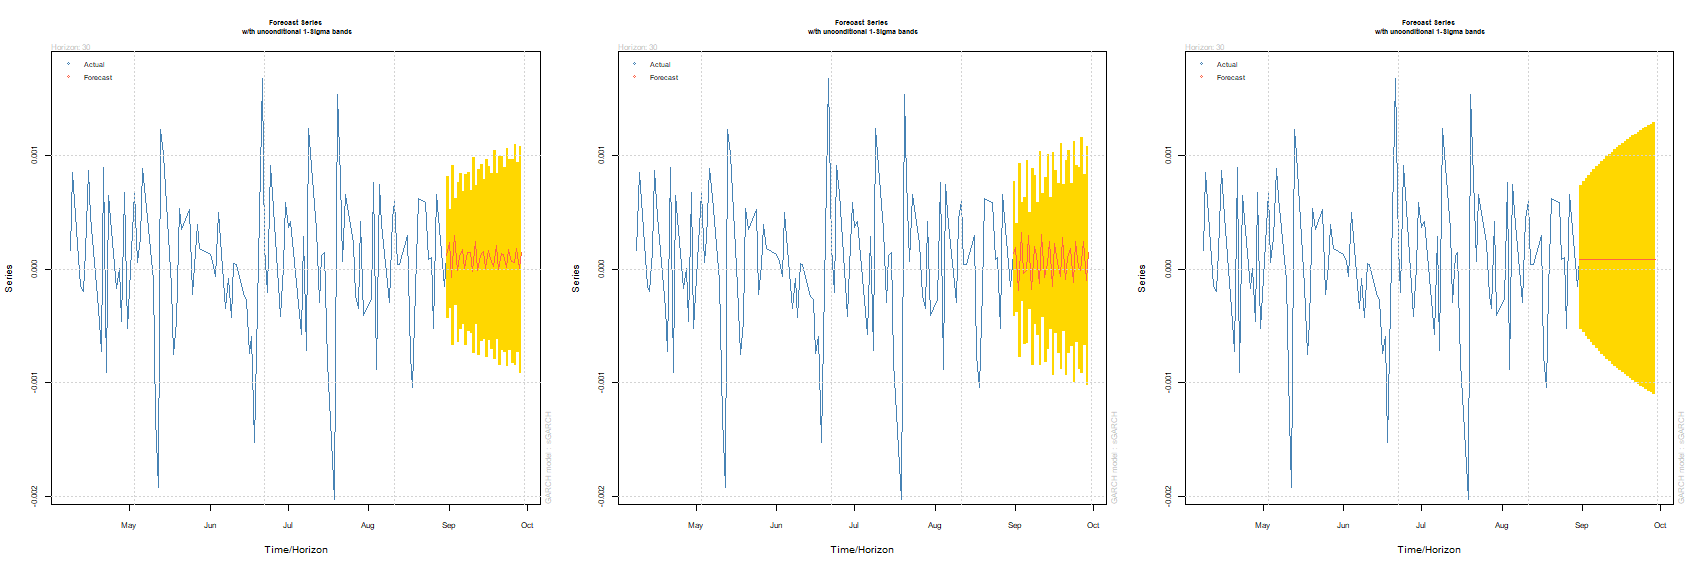 Forecast Series
w/th unconditional 1-Sigma bands
Horizon: 30
Actual
Forecast
Series
0.001
0.000
-0.001
-0.002
May
Jun
Jul
Aug
Sep
Oct
Time/Horizon
GARCH model : sGARCH
Forecast Series
w/th unconditional 1-Sigma bands
Horizon: 30
Actual
Forecast
Series
0.001
0.000
-0.001
-0.002
May
Jun
Jul
Aug
Sep
Oct
Time/Horizon
GARCH model : sGARCH
Forecast Series
w/th unconditional 1-Sigma bands
Horizon: 30
Actual
Forecast
Series
0.001
0.000
-0.001
-0.002
May
Jun
Jul
Aug
Sep
Oct
Time/Horizon
GARCH model : sGARCH